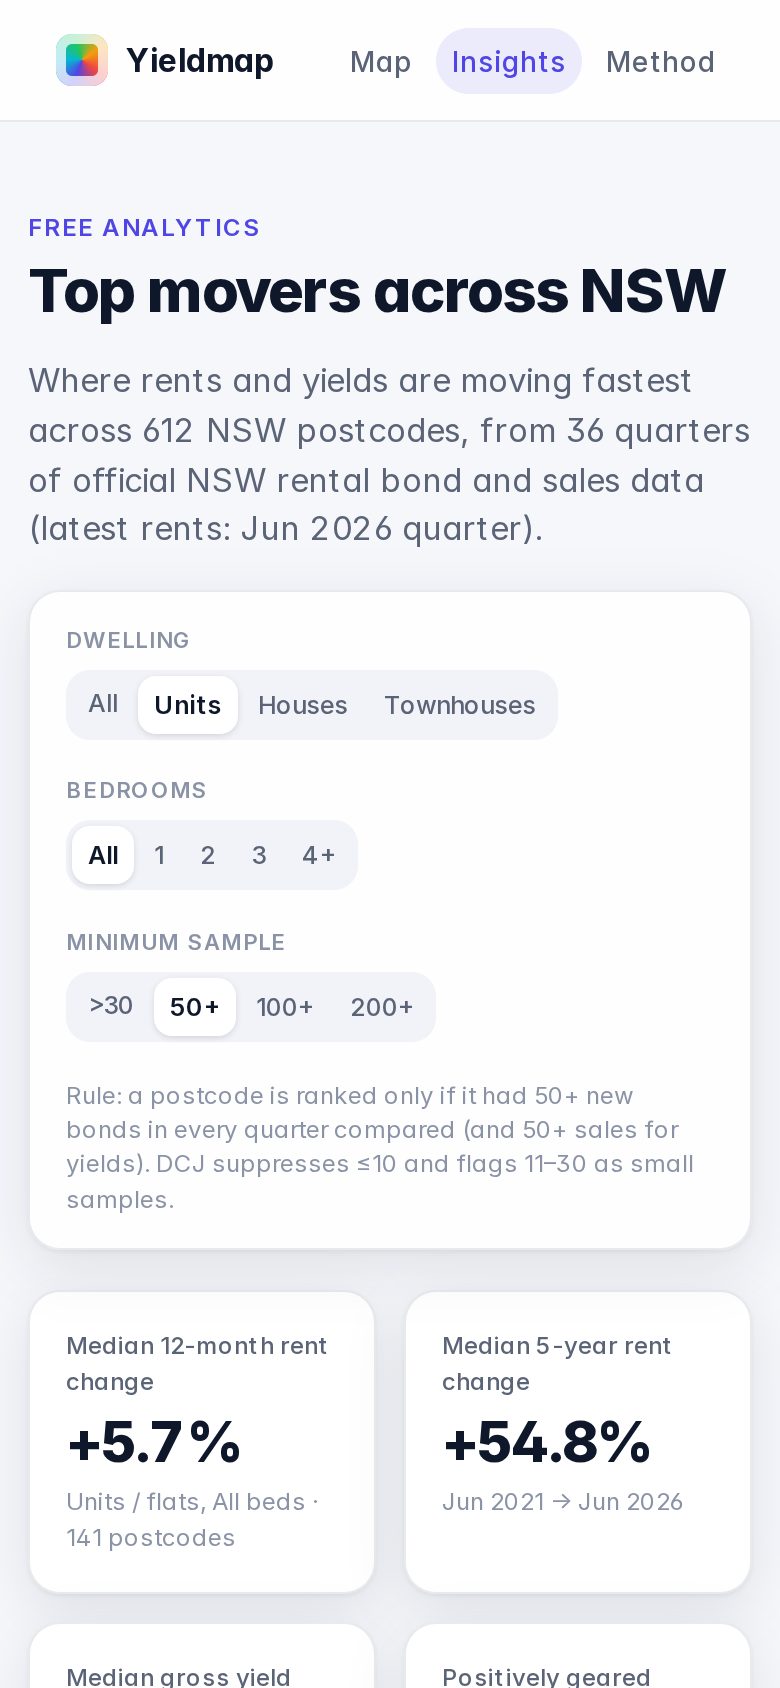 Yieldmap Map Insights Method
FREE ANALYTICS
Top movers across NSW
Where rents and yields are moving fastest
across 612 NSW postcodes, from 36 quarters
of official NSW rental bond and sales data
(latest rents: Jun 2026 quarter).
DWELLING
All Units Houses Townhouses
BEDROOMS
All 1 2 3 4+
MINIMUM SAMPLE
>30 50+ 100+ 200+
Rule: a postcode is ranked only if it had 50+ new
bonds in every quarter compared (and 50+ sales for
yields). DCJ suppresses ≤10 and flags 11–30 as small
samples.
Median 12-month rent
change
+5.7%
Units / flats, All beds ·
141 postcodes
Median 5-year rent
change
+54.8%
Jun 2021 → Jun 2026
Median gross yield
Positively geared